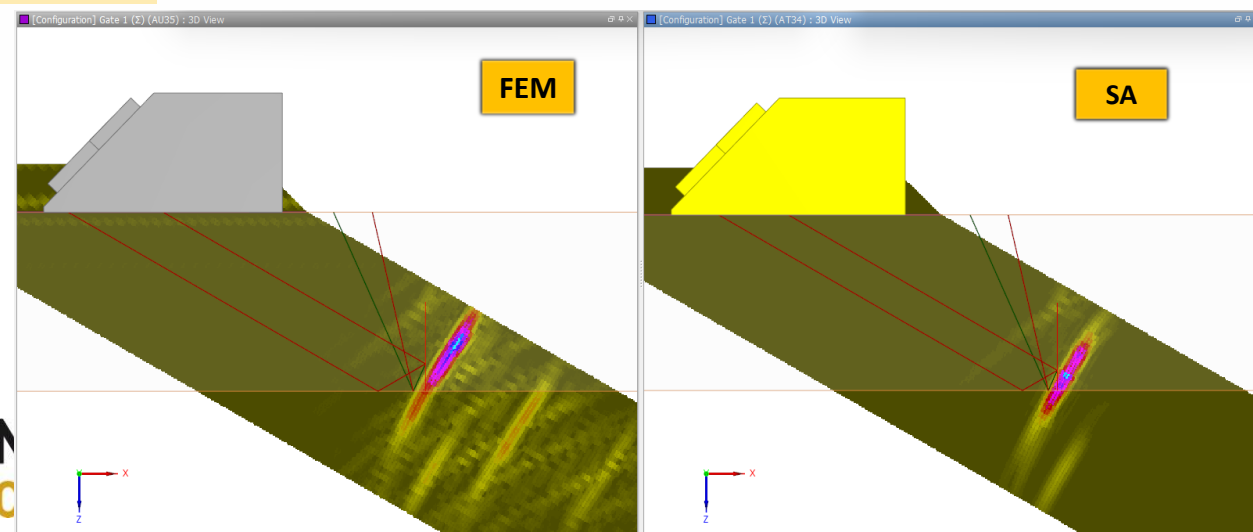 [Configuration] Gate 1 (Σ) (AU35) : 3D View
[Configuration] Gate 1 (Σ) (AT34) : 3D View
FEM
SA
X
Z
X
Z